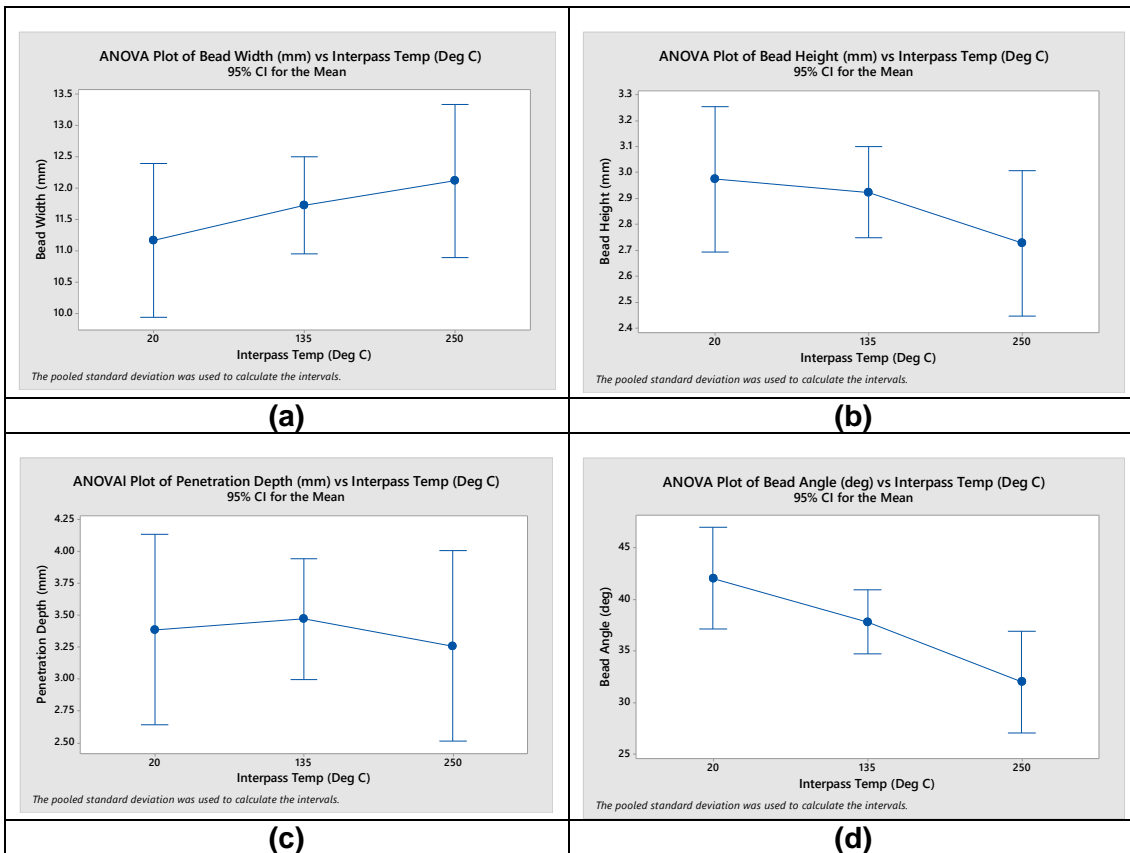 ANOVA Plot of Bead Width (mm) vs Interpass Temp (Deg C)
95% CI for the Mean
13.5
13.0
12.5
12.0
11.5
11.0
10.5
10.0
Bead Width (mm)
20
135
250
Interpass Temp (Deg C)
The pooled standard deviation was used to calculate the intervals.
(a)
ANOVA Plot of Bead Height (mm) vs Interpass Temp (Deg C)
95% CI for the Mean
3.3
3.2
3.1
3.0
2.9
2.8
2.7
2.6
2.5
2.4
Bead Height (mm)
20
135
250
Interpass Temp (Deg C)
The pooled standard deviation was used to calculate the intervals.
(b)
ANOVAl Plot of Penetration Depth (mm) vs Interpass Temp (Deg C)
95% CI for the Mean
4.25
4.00
3.75
3.50
3.25
3.00
2.75
2.50
Penetration Depth (mm)
20
135
250
Interpass Temp (Deg C)
The pooled standard deviation was used to calculate the intervals.
(c)
ANOVA Plot of Bead Angle (deg) vs Interpass Temp (Deg C)
95% CI for the Mean
45
40
35
30
25
Bead Angle (deg)
20
135
250
Interpass Temp (Deg C)
The pooled standard deviation was used to calculate the intervals.
(d)